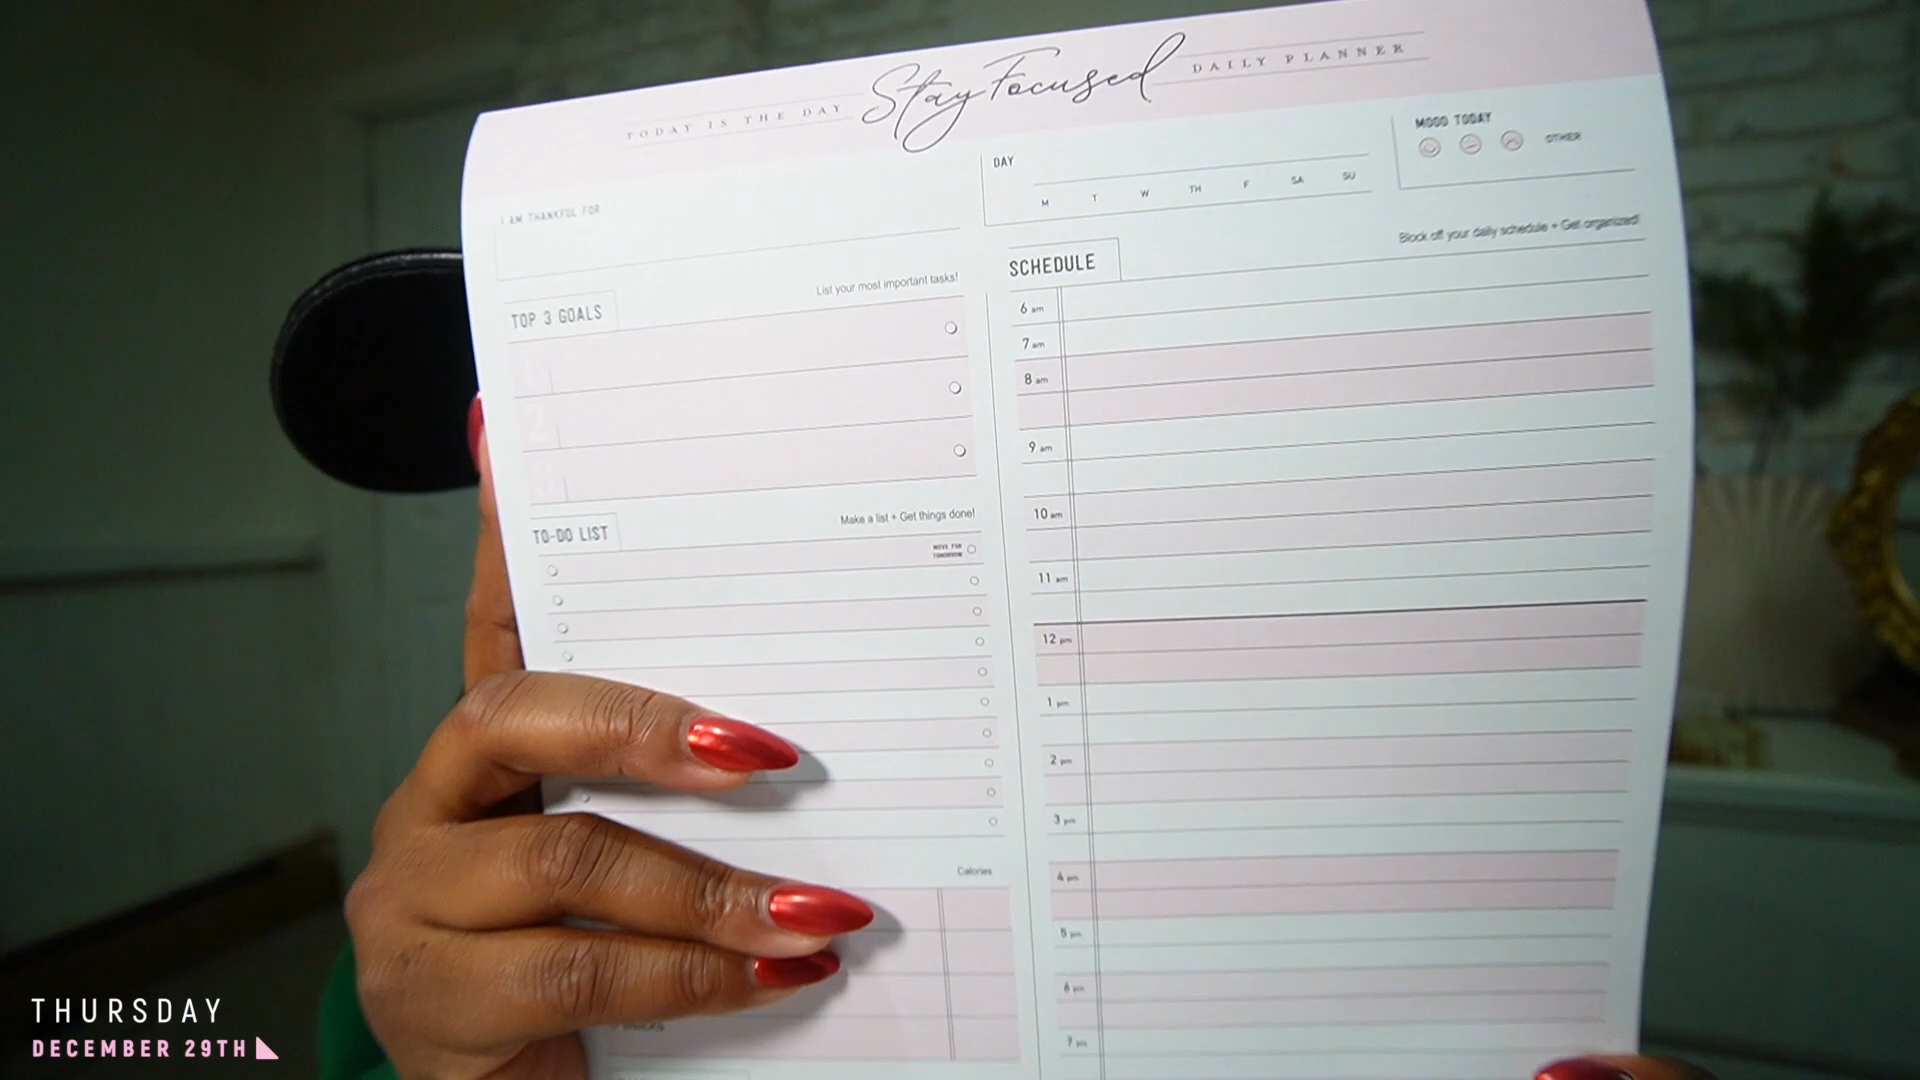 TODAY IS THE DAY Stay Focused DAILY PLANNER
I AM THANKFUL FOR
DAY
M T W TH F SA SU
MOOD TODAY
OTHER
TOP 3 GOALS
List your most important tasks!
1
2
3
TO-DO LIST
Make a list + Get things done!
MOVE FOR
TOMORROW
Calories
SCHEDULE
Block off your daily schedule + Get organized!
6 am
7 am
8 am
9 am
10 am
11 am
12 pm
1 pm
2 pm
3 pm
4 pm
5 pm
6 pm
7 pm
THURSDAY
DECEMBER 29TH